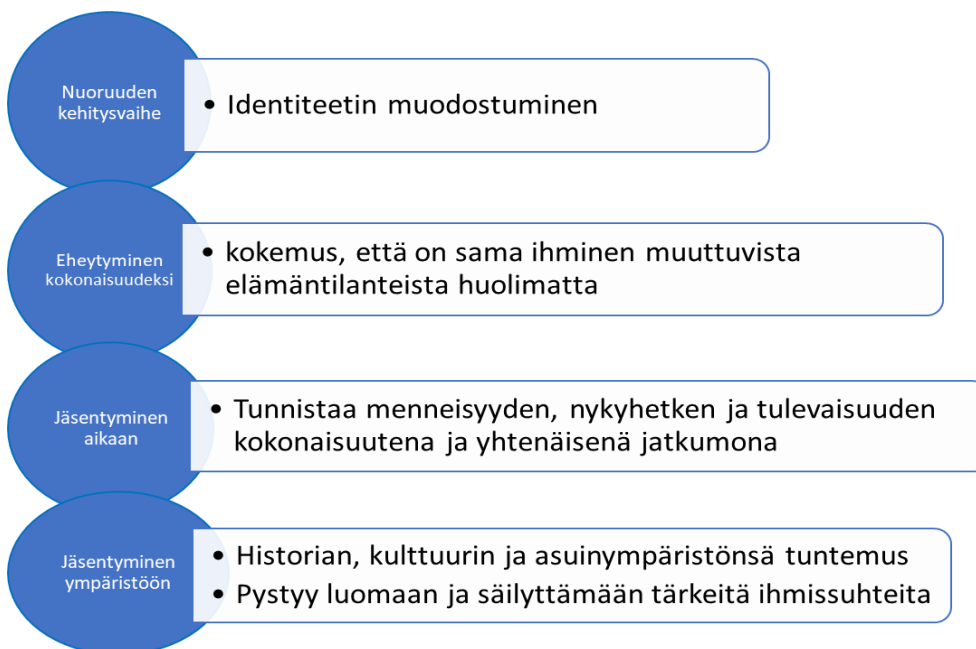 Nuoruuden
kehitysvaihe
• Identiteetin muodostuminen
Eheytyminen
kokonaisuudeksi
• kokemus, että on sama ihminen muuttuvista
elämäntilanteista huolimatta
Jäsentyminen
aikaan
• Tunnistaa menneisyyden, nykyhetken ja tulevaisuuden
kokonaisuutena ja yhtenäisenä jatkumona
Jäsentyminen
ympäristöön
• Historian, kulttuurin ja asuinympäristönsä tuntemus
• Pystyy luomaan ja säilyttämään tärkeitä ihmissuhteita